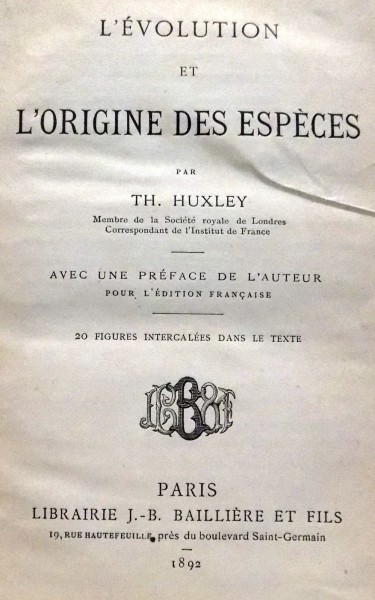 L'ÉVOLUTION
ET
L'ORIGINE DES ESPÈCES
PAR
TH. HUXLEY
Membre de la Société royale de Londres
Correspondant de l'Institut de France
AVEC UNE PRÉFACE DE L'AUTEUR
POUR L'ÉDITION FRANÇAISE
20 FIGURES INTERCALÉES DANS LE TEXTE
PARIS
LIBRAIRIE J.-B. BAILLIÈRE ET FILS
19, RUE HAUTEFEUILLE, près du boulevard Saint-Germain
1892